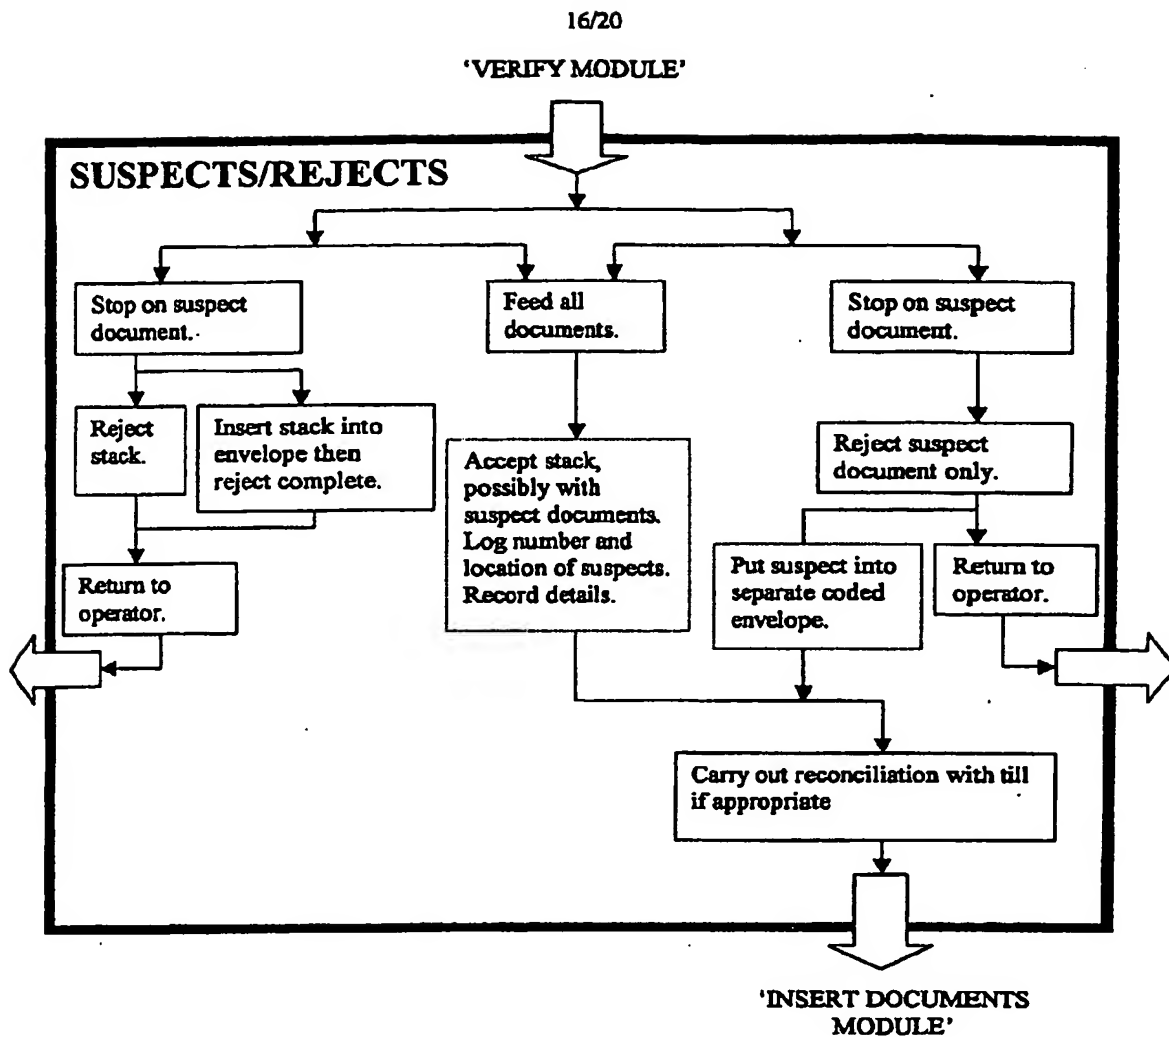 16/20
'VERIFY MODULE'
SUSPECTS/REJECTS
Stop on suspect
document.
Feed all
documents.
Stop on suspect
document.
Reject
stack.
Insert stack into
envelope then
reject complete.
Accept stack,
possibly with
suspect documents.
Log number and
location of suspects.
Record details.
Reject suspect
document only.
Return to
operator.
Put suspect into
separate coded
envelope.
Return to
operator.
Carry out reconciliation with till
if appropriate
'INSERT DOCUMENTS
MODULE'